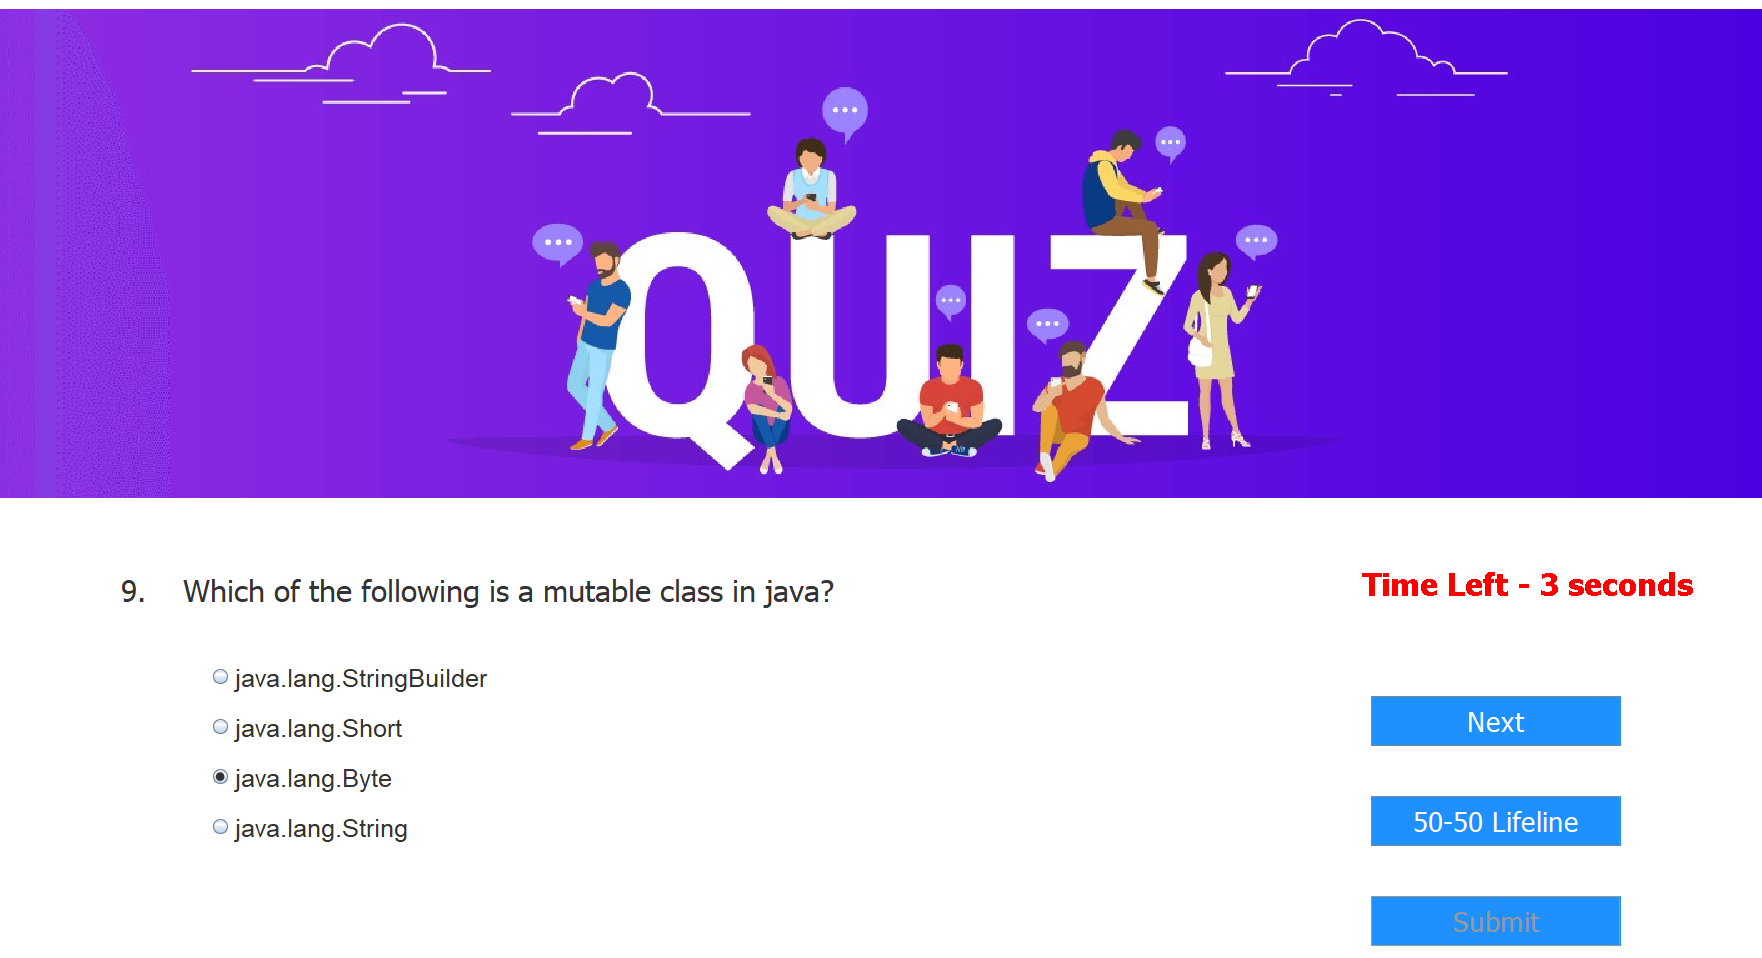 QUIZ
9. Which of the following is a mutable class in java?
Time Left - 3 seconds
java.lang.StringBuilder
java.lang.Short
java.lang.Byte
java.lang.String
Next
50-50 Lifeline
Submit